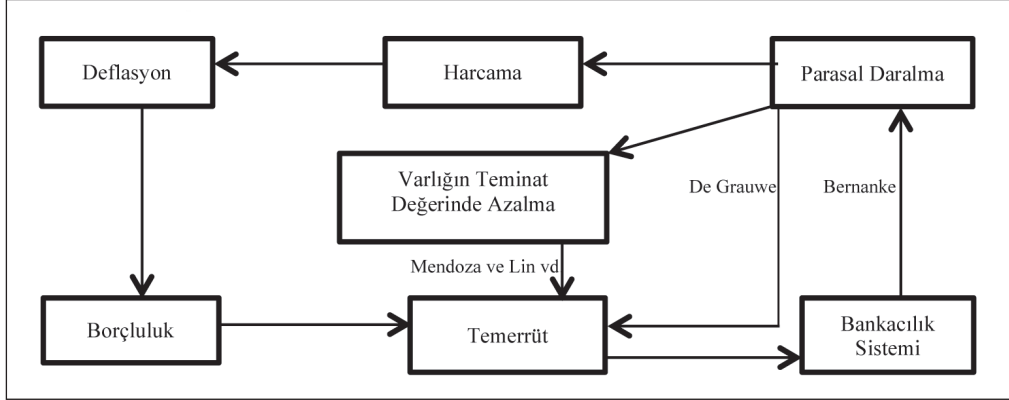 Deflasyon
Harcama
Parasal Daralma
Varlığın Teminat
Değerinde Azalma
De Grauwe
Bernanke
Mendoza ve Lin vd
Borçluluk
Temerrüt
Bankacılık
Sistemi